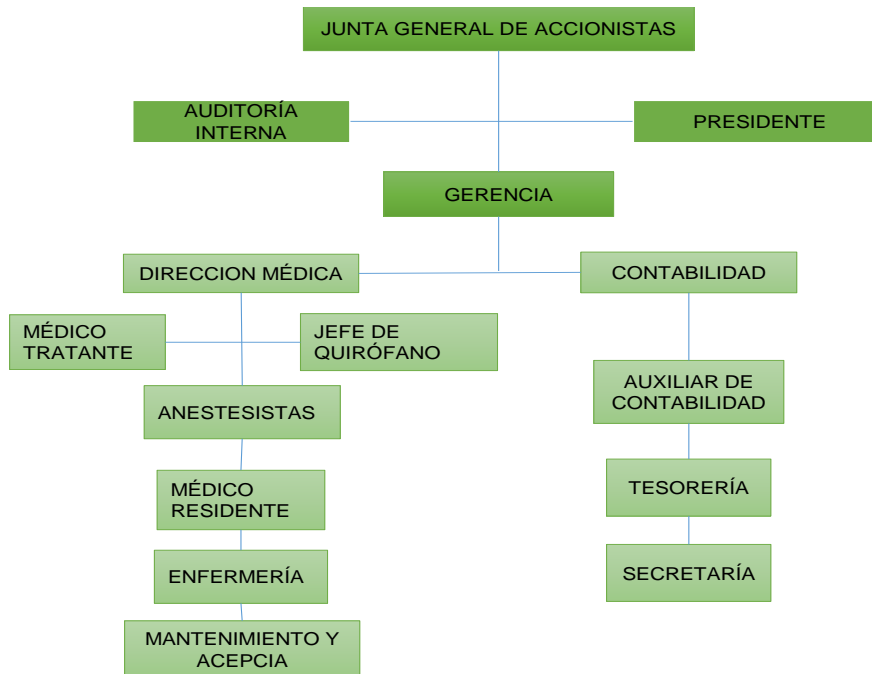 JUNTA GENERAL DE ACCIONISTAS
AUDITORÍA
INTERNA
PRESIDENTE
GERENCIA
DIRECCION MÉDICA
CONTABILIDAD
MÉDICO
TRATANTE
JEFE DE
QUIRÓFANO
AUXILIAR DE
CONTABILIDAD
ANESTESISTAS
MÉDICO
RESIDENTE
TESORERÍA
ENFERMERÍA
SECRETARÍA
MANTENIMIENTO Y
ACEPCIA